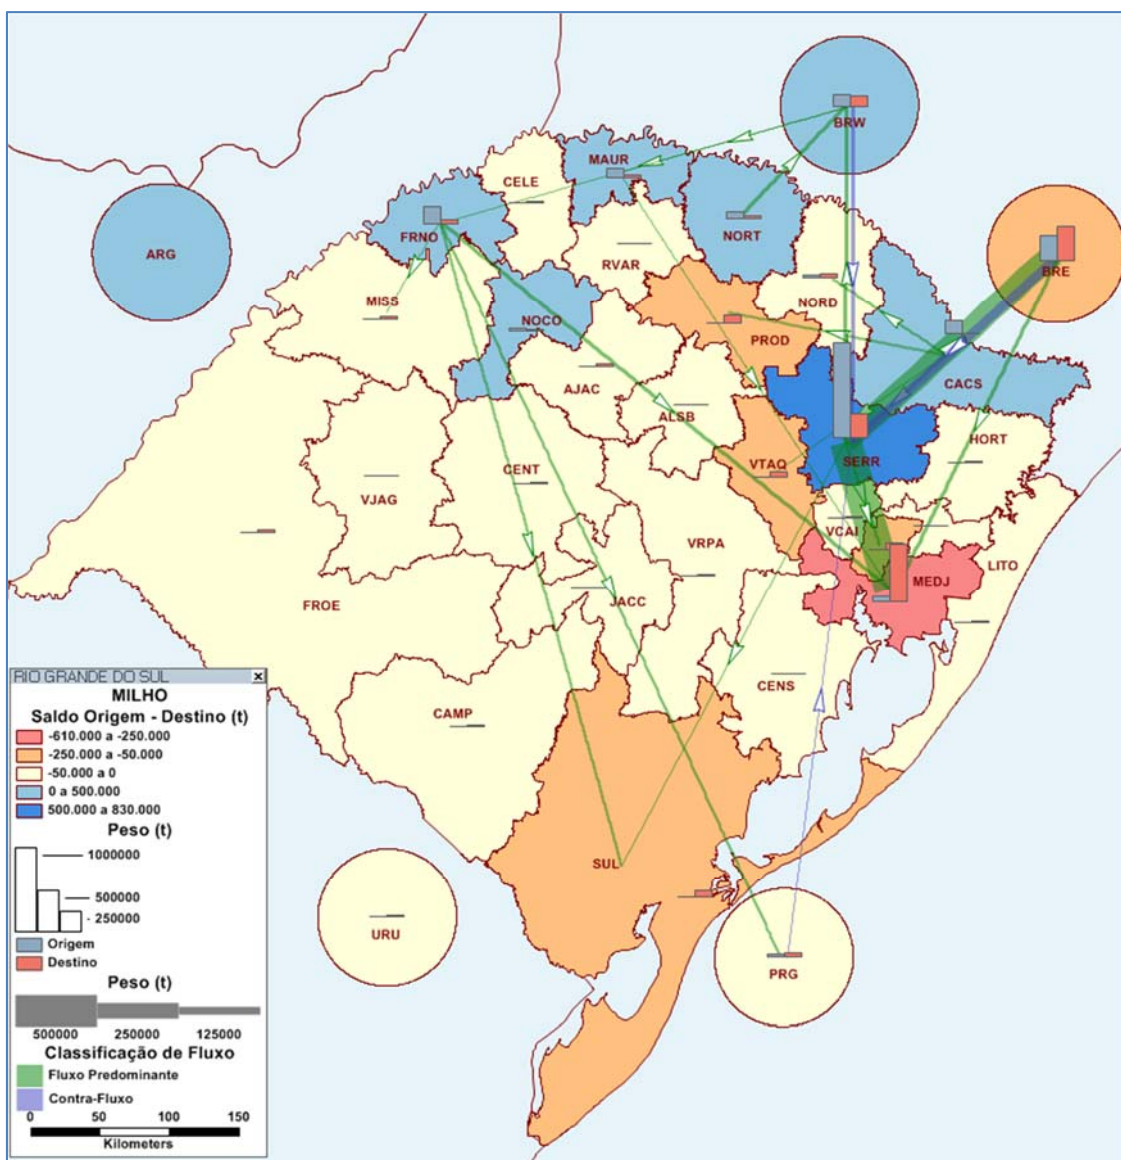 BRW
MAUR
CELE
ARG
FRNO
NORT
RVAR
BRE
MISS
NORD
NOCO
PROD
AJAC
CACS
ALSB
HORT
VTAQ
SERR
CENT
VJAG
VCAI
VRPA
MEDJ
LITO
FROE
JACC
CENS
CAMP
SUL
URU
PRG
RIO GRANDE DO SUL
MILHO
Saldo Origem - Destino (t)
-610.000 a -250.000
-250.000 a -50.000
-50.000 a 0
0 a 500.000
500.000 a 830.000
Peso (t)
1000000
500000
250000
Origem
Destino
Peso (t)
500000 250000 125000
Classificação de Fluxo
Fluxo Predominante
Contra-Fluxo
0 50 100 150
Kilometers